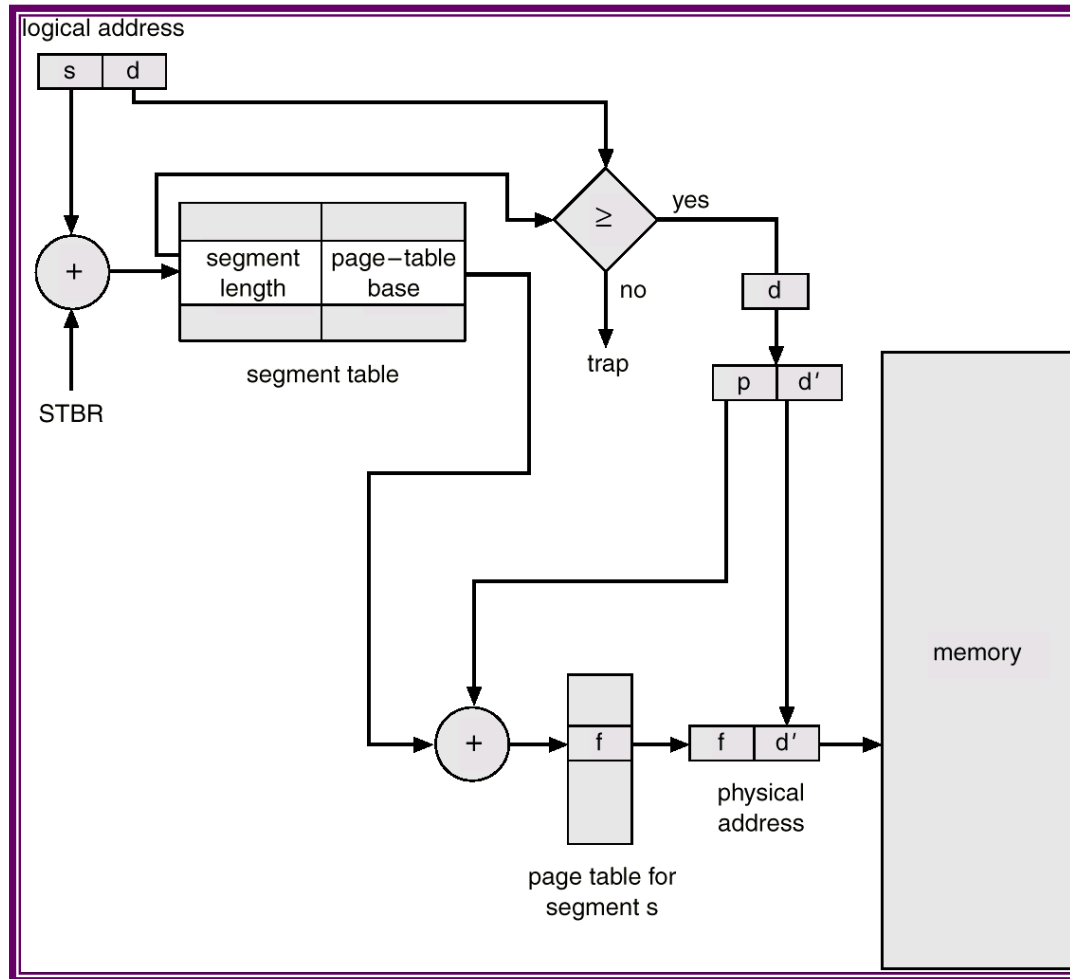 logical address
s d
≥
yes
+
segment length
page–table base
no
d
trap
segment table
p d′
STBR
memory
+
f
f d′
physical
address
page table for
segment s